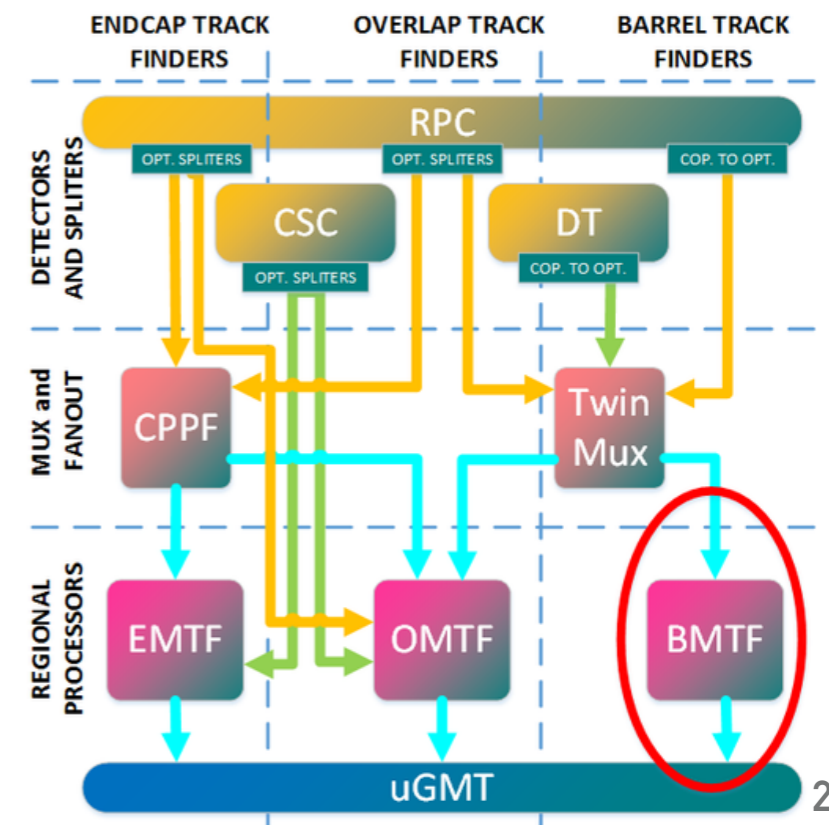 ENDCAP TRACK
FINDERS
OVERLAP TRACK
FINDERS
BARREL TRACK
FINDERS
DETECTORS
AND SPLITERS
RPC
OPT. SPLITERS
OPT. SPLITERS
COP. TO OPT.
CSC
OPT. SPLITERS
DT
COP. TO OPT.
MUX and
FANOUT
CPPF
Twin
Mux
REGIONAL
PROCESSORS
EMTF
OMTF
BMTF
uGMT
2